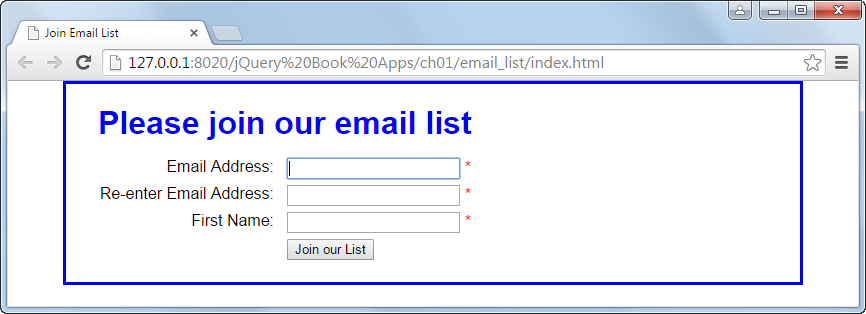 Join Email List
127.0.0.1:8020/jQuery%20Book%20Apps/ch01/email_list/index.html
Please join our email list
Email Address: *
Re-enter Email Address: *
First Name: *
Join our List